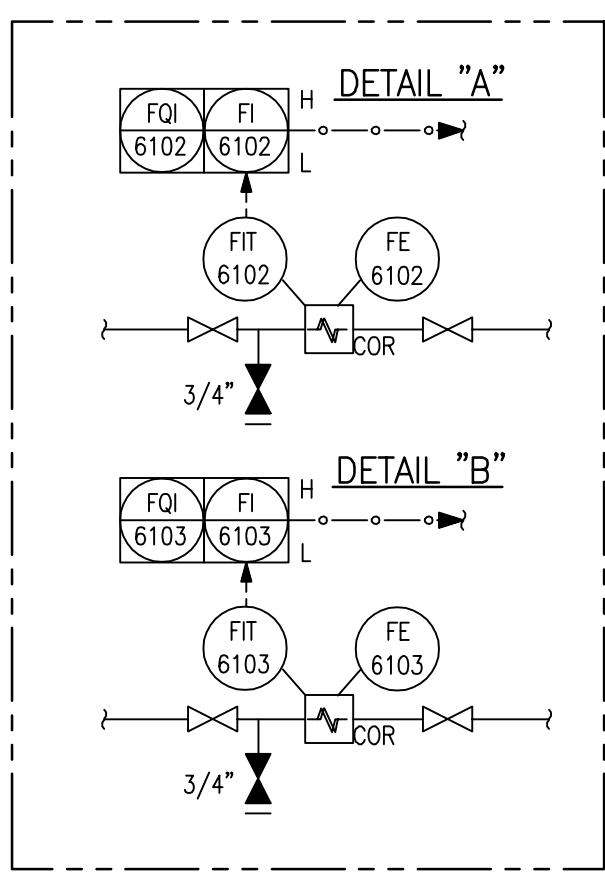 DETAIL "A"
FQI
6102
FI
6102
H
L
FIT
6102
FE
6102
COR
3/4"
DETAIL "B"
FQI
6103
FI
6103
H
L
FIT
6103
FE
6103
COR
3/4"